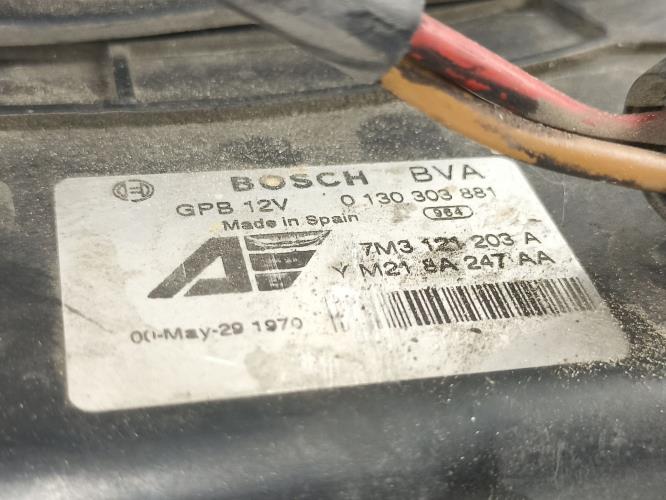 BOSCH BVA
GPB 12V 0 130 303 881
Made in Spain 964
7M3 121 203 A
YM21 8A 247 AA
00-May-29 1970